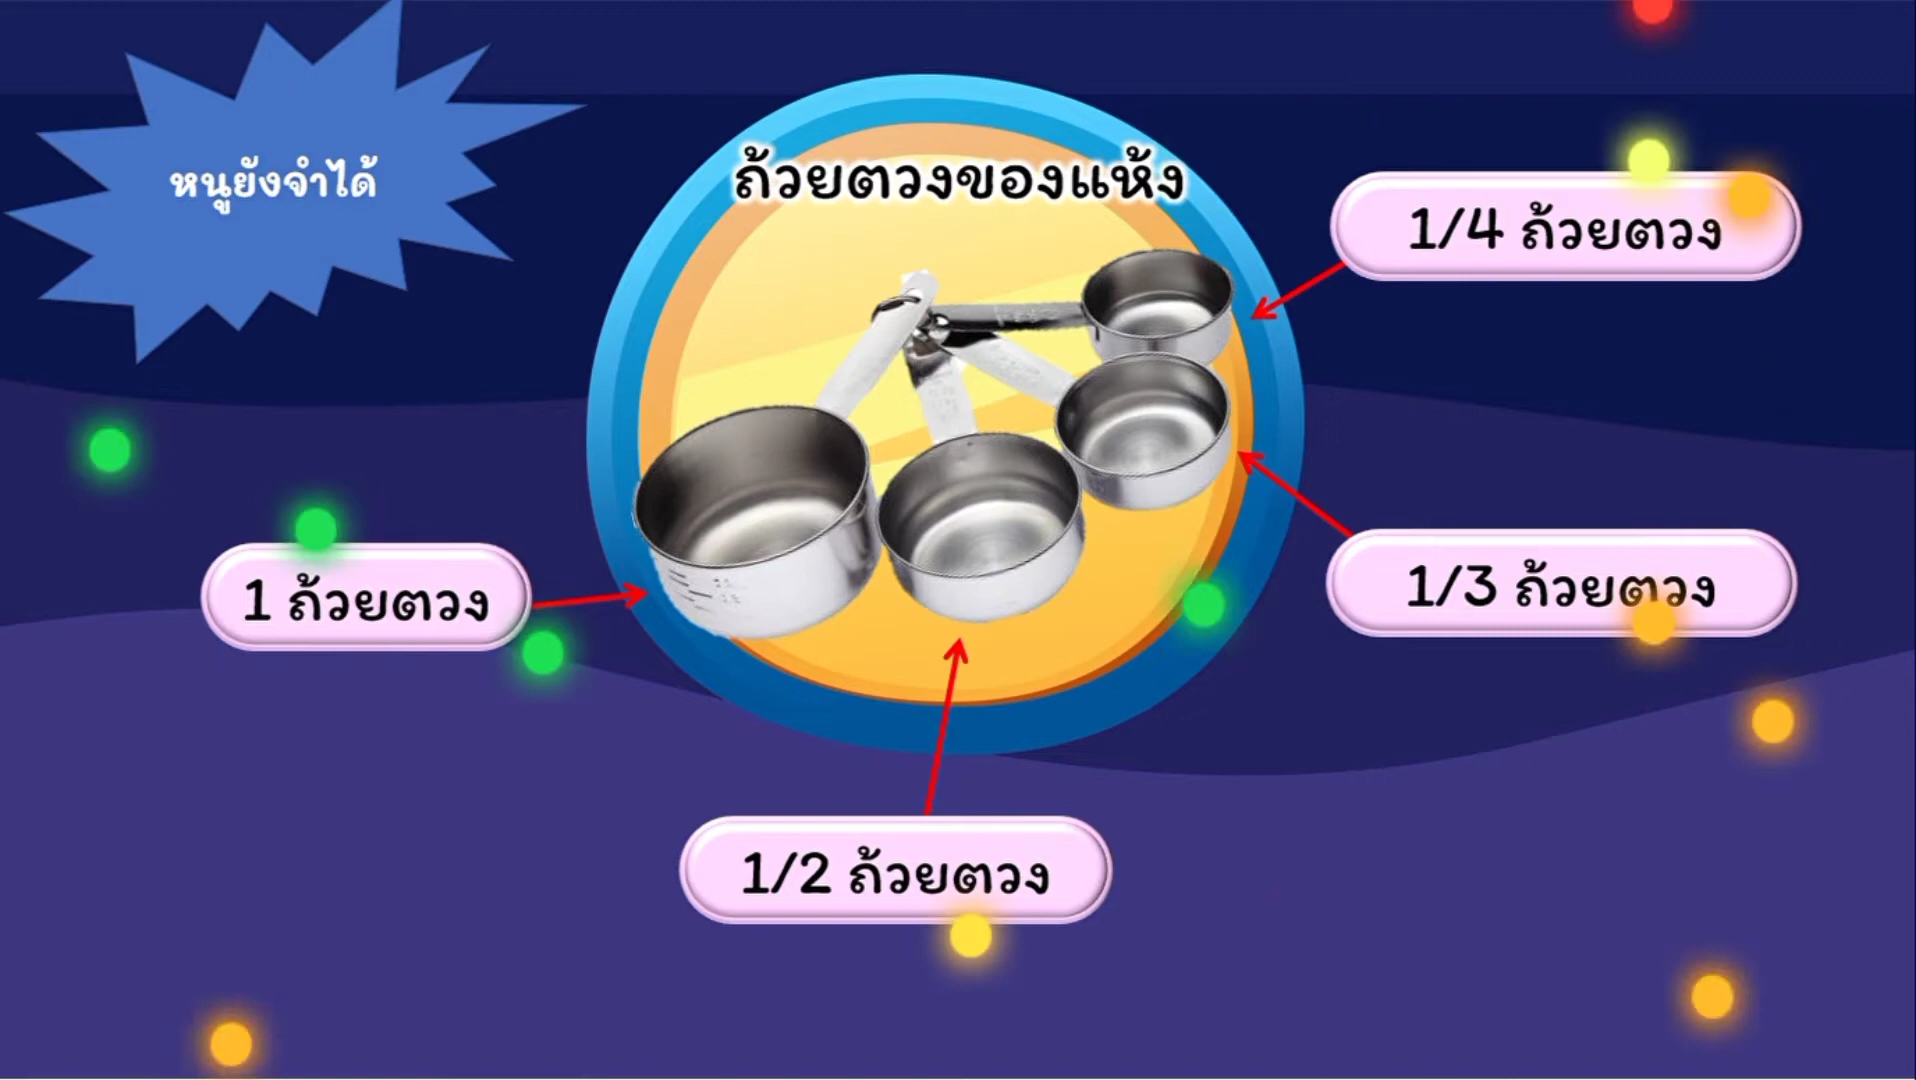 หนูยังจำได้
ถ้วยตวงของแห้ง
1/4 ถ้วยตวง
1/3 ถ้วยตวง
1 ถ้วยตวง
1/2 ถ้วยตวง